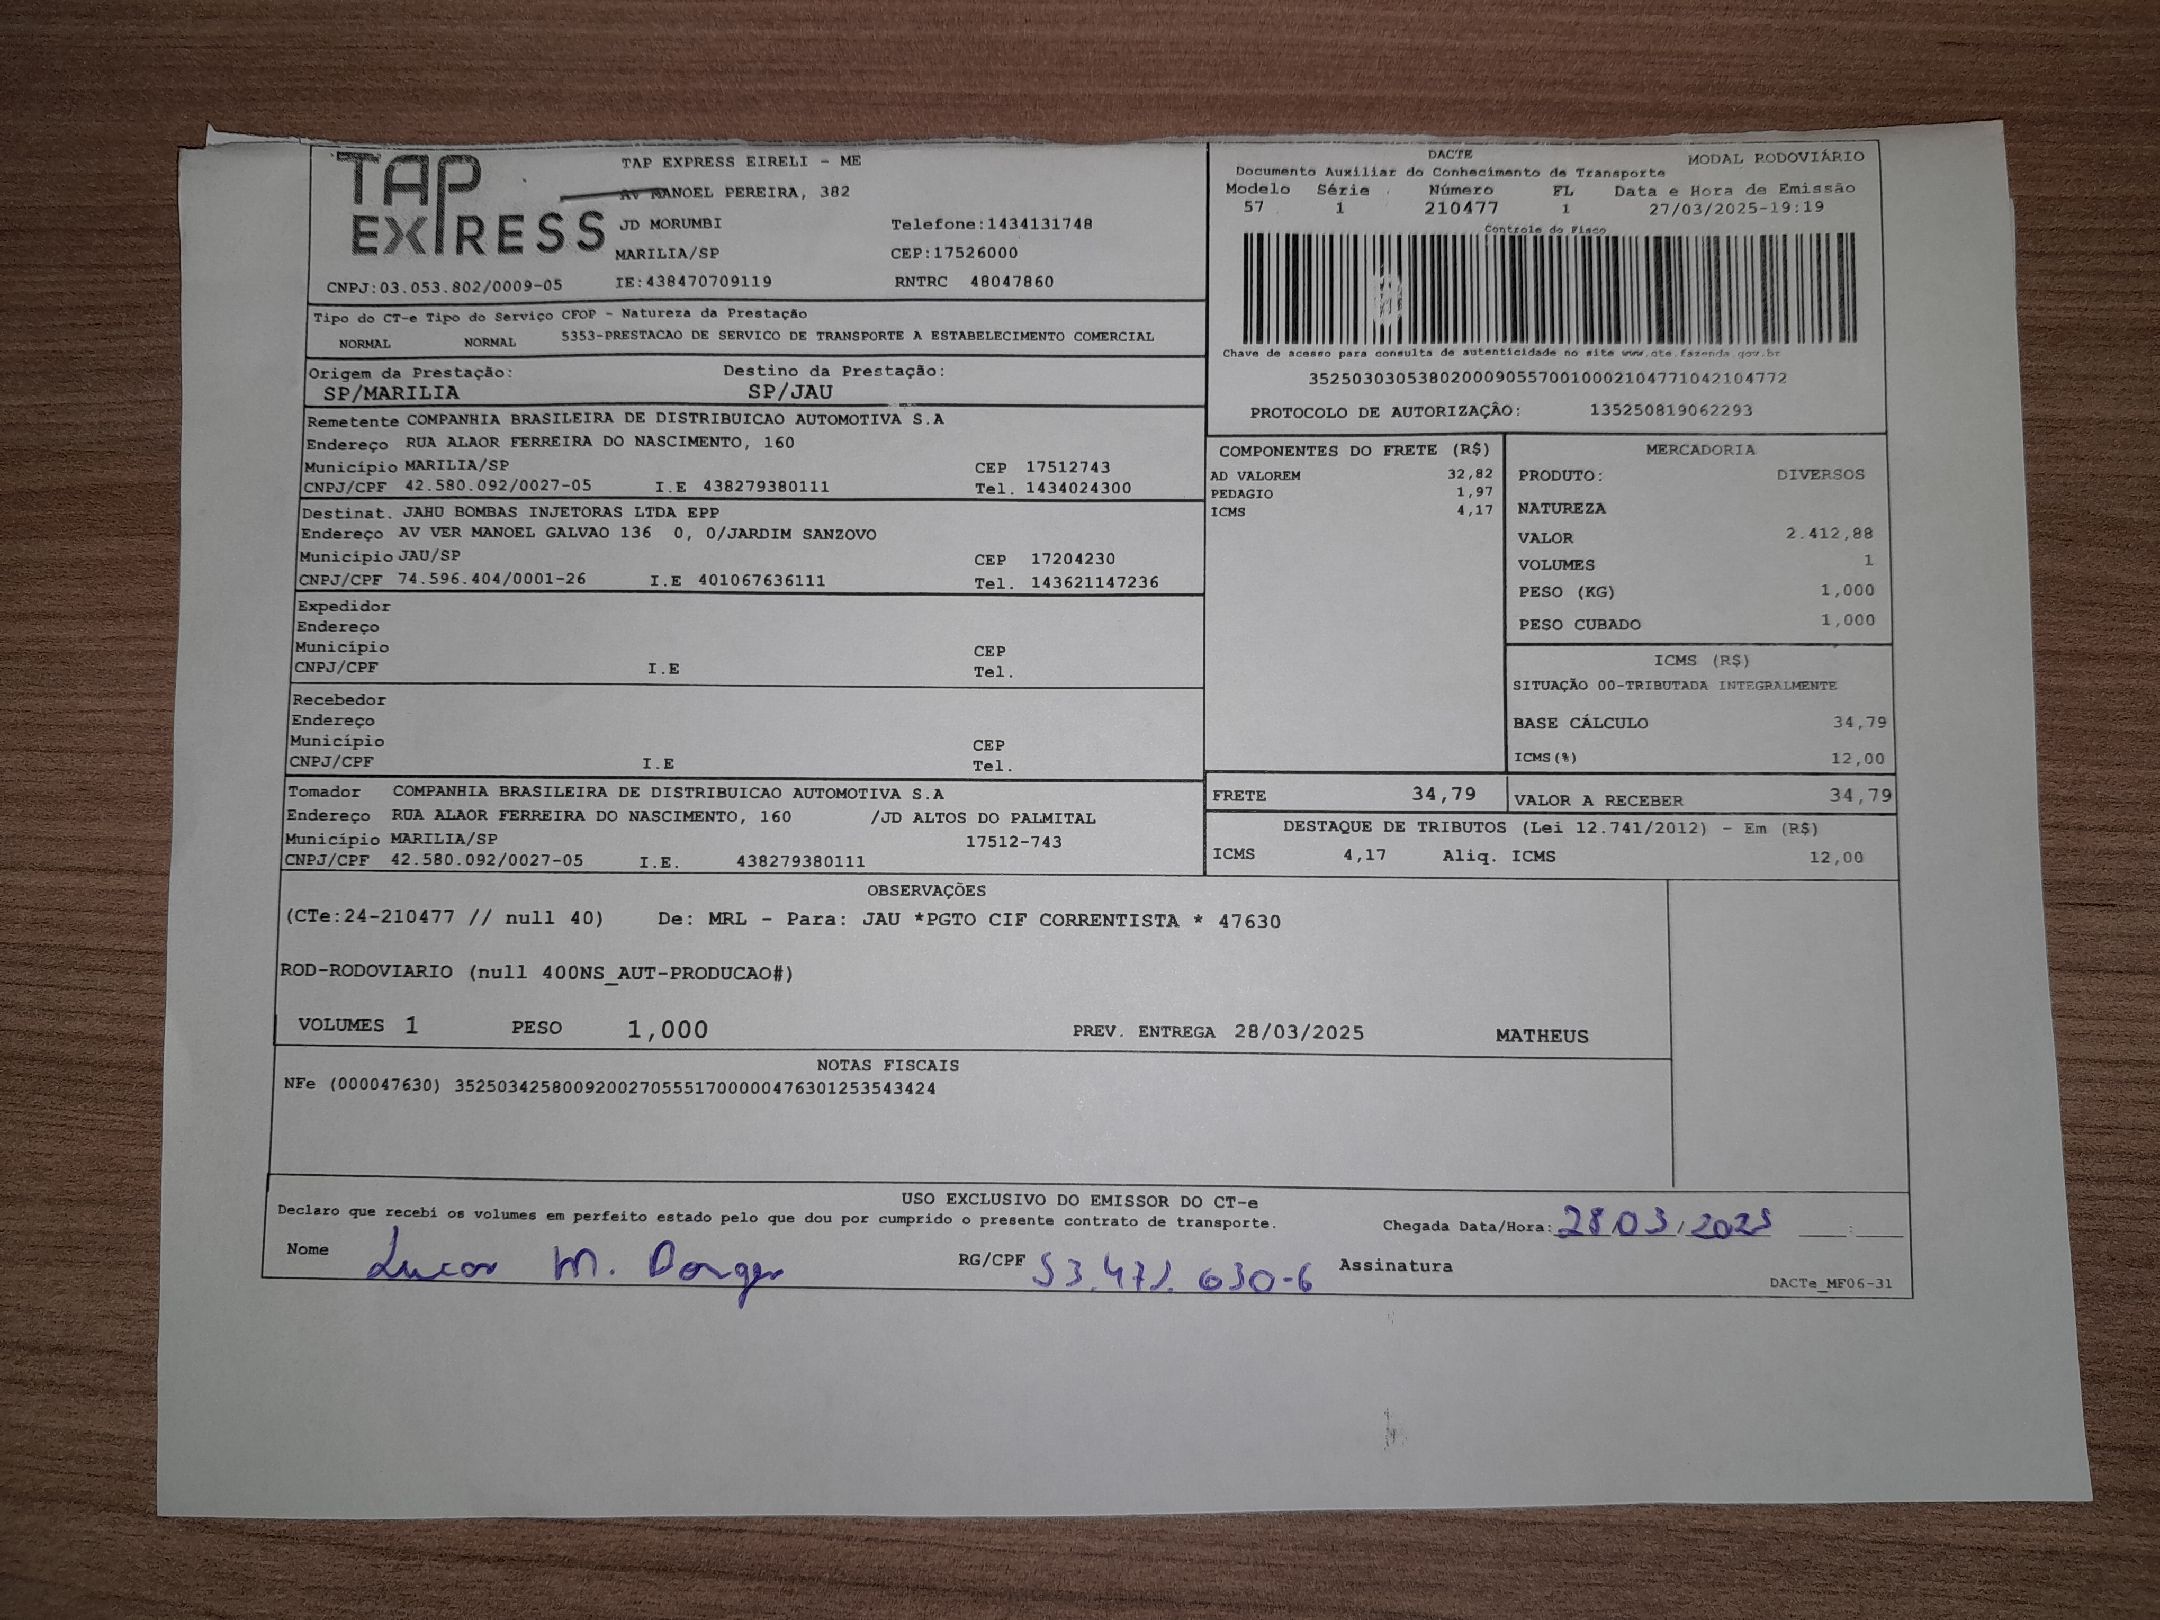 TAP EXPRESS
TAP EXPRESS EIRELI - ME
AV MANOEL PEREIRA, 382
JD MORUMBI Telefone:1434131748
MARILIA/SP CEP:17526000
CNPJ:03.053.802/0009-05 IE:438470709119 RNTRC 48047860
Tipo do CT-e Tipo do Serviço CFOP - Natureza da Prestação
NORMAL NORMAL 5353-PRESTACAO DE SERVICO DE TRANSPORTE A ESTABELECIMENTO COMERCIAL
Origem da Prestação: Destino da Prestação:
SP/MARILIA SP/JAU
Remetente COMPANHIA BRASILEIRA DE DISTRIBUICAO AUTOMOTIVA S.A
Endereço RUA ALAOR FERREIRA DO NASCIMENTO, 160
Município MARILIA/SP CEP 17512743
CNPJ/CPF 42.580.092/0027-05 I.E 438279380111 Tel. 1434024300
Destinat. JAHU BOMBAS INJETORAS LTDA EPP
Endereço AV VER MANOEL GALVAO 136 0, 0/JARDIM SANZOVO
Município JAU/SP CEP 17204230
CNPJ/CPF 74.596.404/0001-26 I.E 401067636111 Tel. 143621147236
Expedidor
Endereço
Município CEP
CNPJ/CPF I.E Tel.
Recebedor
Endereço
Município CEP
CNPJ/CPF I.E Tel.
Tomador COMPANHIA BRASILEIRA DE DISTRIBUICAO AUTOMOTIVA S.A
Endereço RUA ALAOR FERREIRA DO NASCIMENTO, 160 /JD ALTOS DO PALMITAL
Município MARILIA/SP 17512-743
CNPJ/CPF 42.580.092/0027-05 I.E. 438279380111
DACTE MODAL RODOVIÁRIO
Documento Auxiliar do Conhecimento de Transporte
Modelo Série Número FL Data e Hora de Emissão
57 1 210477 1 27/03/2025-19:19
Controle do Fisco
Chave de acesso para consulta de autenticidade no site www.cte.fazenda.gov.br
35250303053802000905570010002104771042104772
PROTOCOLO DE AUTORIZAÇÃO: 135250819062293
COMPONENTES DO FRETE (R$)
AD VALOREM 32,82
PEDAGIO 1,97
ICMS 4,17
MERCADORIA
PRODUTO: DIVERSOS
NATUREZA
VALOR 2.412,88
VOLUMES 1
PESO (KG) 1,000
PESO CUBADO 1,000
ICMS (R$)
SITUAÇÃO 00-TRIBUTADA INTEGRALMENTE
BASE CÁLCULO 34,79
ICMS(%) 12,00
FRETE 34,79 VALOR A RECEBER 34,79
DESTAQUE DE TRIBUTOS (Lei 12.741/2012) - Em (R$)
ICMS 4,17 Aliq. ICMS 12,00
OBSERVAÇÕES
(CTe:24-210477 // null 40) De: MRL - Para: JAU *PGTO CIF CORRENTISTA * 47630
ROD-RODOVIARIO (null 400NS_AUT-PRODUCAO#)
VOLUMES 1 PESO 1,000 PREV. ENTREGA 28/03/2025 MATHEUS
NOTAS FISCAIS
NFe (000047630) 35250342580092002705551700000476301253543424
USO EXCLUSIVO DO EMISSOR DO CT-e
Declaro que recebi os volumes em perfeito estado pelo que dou por cumprido o presente contrato de transporte. Chegada Data/Hora: 28/03/2025 :
Nome Lucas M. RG/CPF Assinatura
DACTe_MF06-31